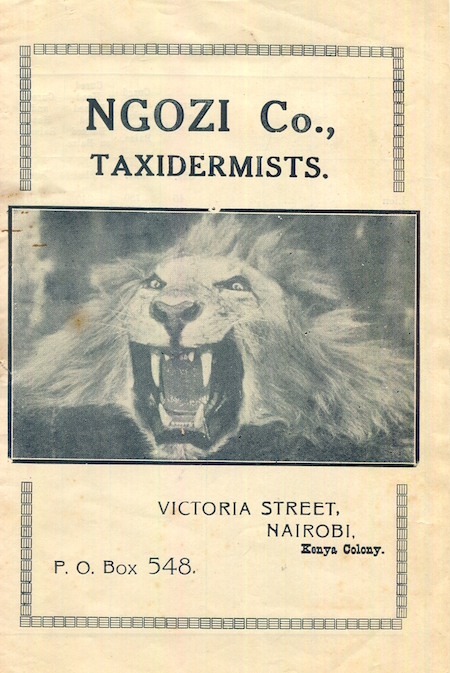 NGOZI Co.,
TAXIDERMISTS.
VICTORIA STREET,
NAIROBI,
Kenya Colony.
P. O. Box 548.